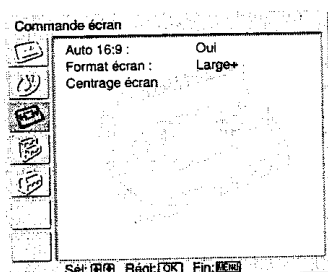 Commande écran
Auto 16:9 : Oui
Format écran : Large+
Centrage écran
Sél: Régl: OK Fin: MENU